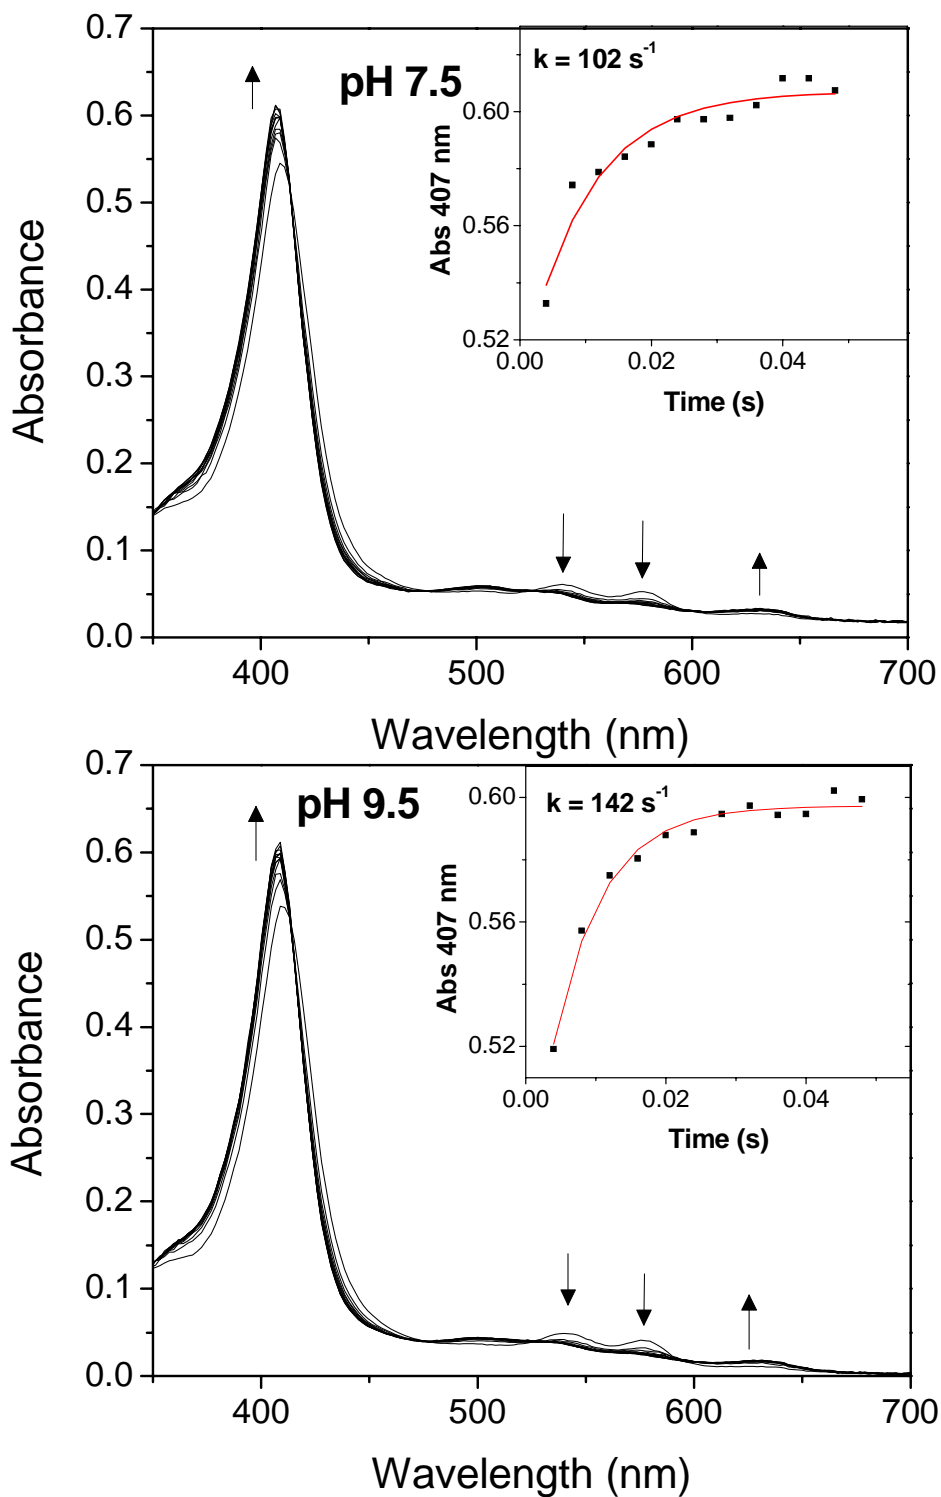 0.7
0.6
0.5
0.4
0.3
0.2
0.1
0.0
Absorbance
pH 7.5
k = 102 s⁻¹
0.60
0.56
0.52
Abs 407 nm
0.00 0.02 0.04
Time (s)
400 500 600 700
Wavelength (nm)
0.7
0.6
0.5
0.4
0.3
0.2
0.1
0.0
Absorbance
pH 9.5
k = 142 s⁻¹
0.60
0.56
0.52
Abs 407 nm
0.00 0.02 0.04
Time (s)
400 500 600 700
Wavelength (nm)